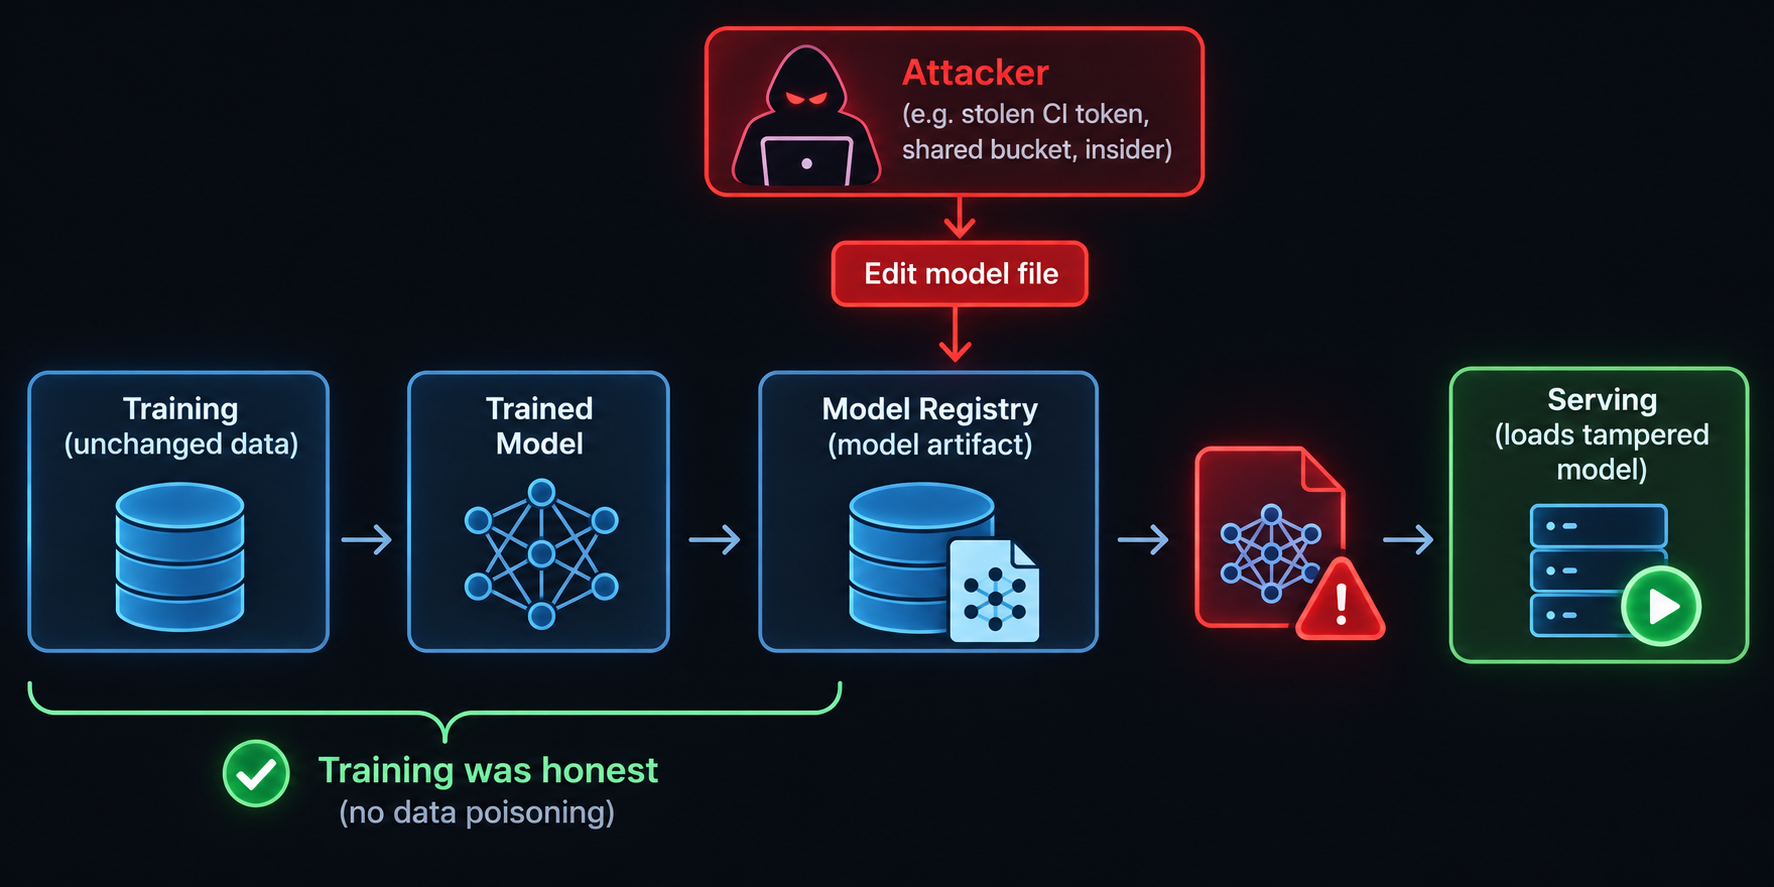 Attacker
(e.g. stolen CI token,
shared bucket, insider)
Edit model file
Training
(unchanged data)
Trained
Model
Model Registry
(model artifact)
Serving
(loads tampered
model)
Training was honest
(no data poisoning)